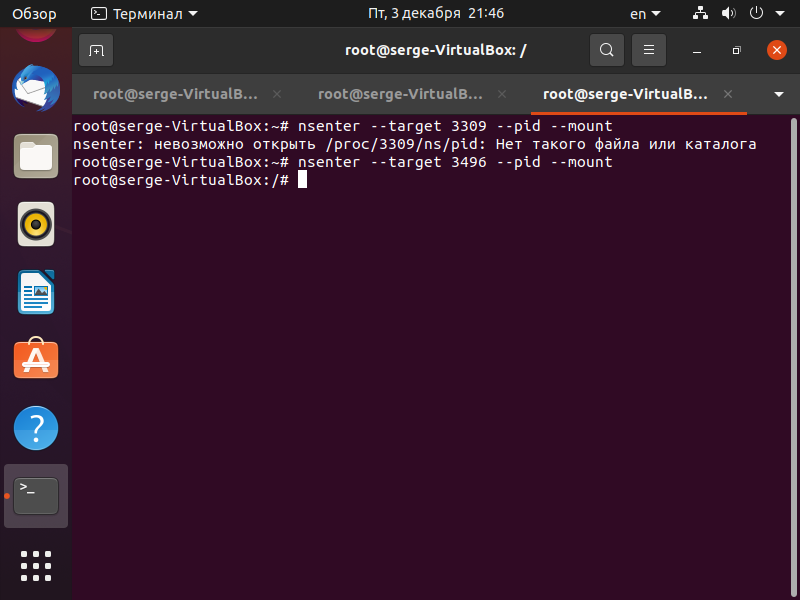 Обзор
Терминал
Пт, 3 декабря 21:46
en
root@serge-VirtualBox: /
root@serge-VirtualB...
root@serge-VirtualB...
root@serge-VirtualB...
root@serge-VirtualBox:~# nsenter --target 3309 --pid --mount
nsenter: невозможно открыть /proc/3309/ns/pid: Нет такого файла или каталога
root@serge-VirtualBox:~# nsenter --target 3496 --pid --mount
root@serge-VirtualBox:/#